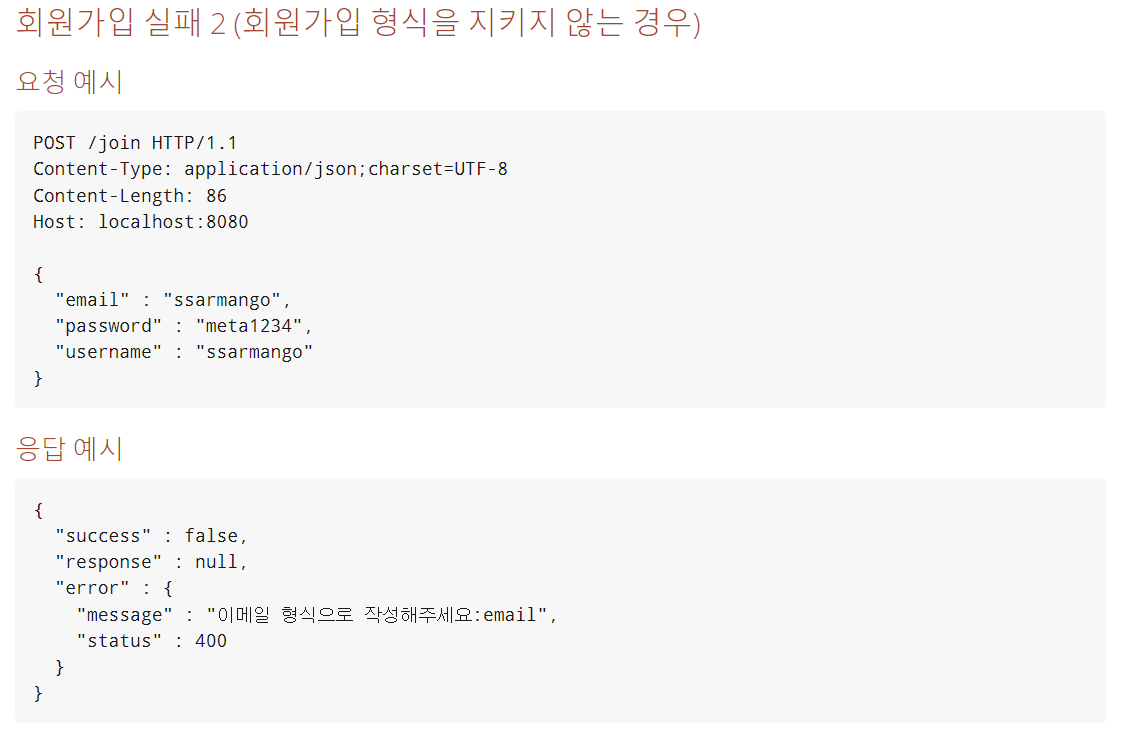 회원가입 실패 2 (회원가입 형식을 지키지 않는 경우)
요청 예시
POST /join HTTP/1.1
Content-Type: application/json;charset=UTF-8
Content-Length: 86
Host: localhost:8080
{
  "email" : "ssarmango",
  "password" : "meta1234",
  "username" : "ssarmango"
}
응답 예시
{
  "success" : false,
  "response" : null,
  "error" : {
    "message" : "이메일 형식으로 작성해주세요:email",
    "status" : 400
  }
}